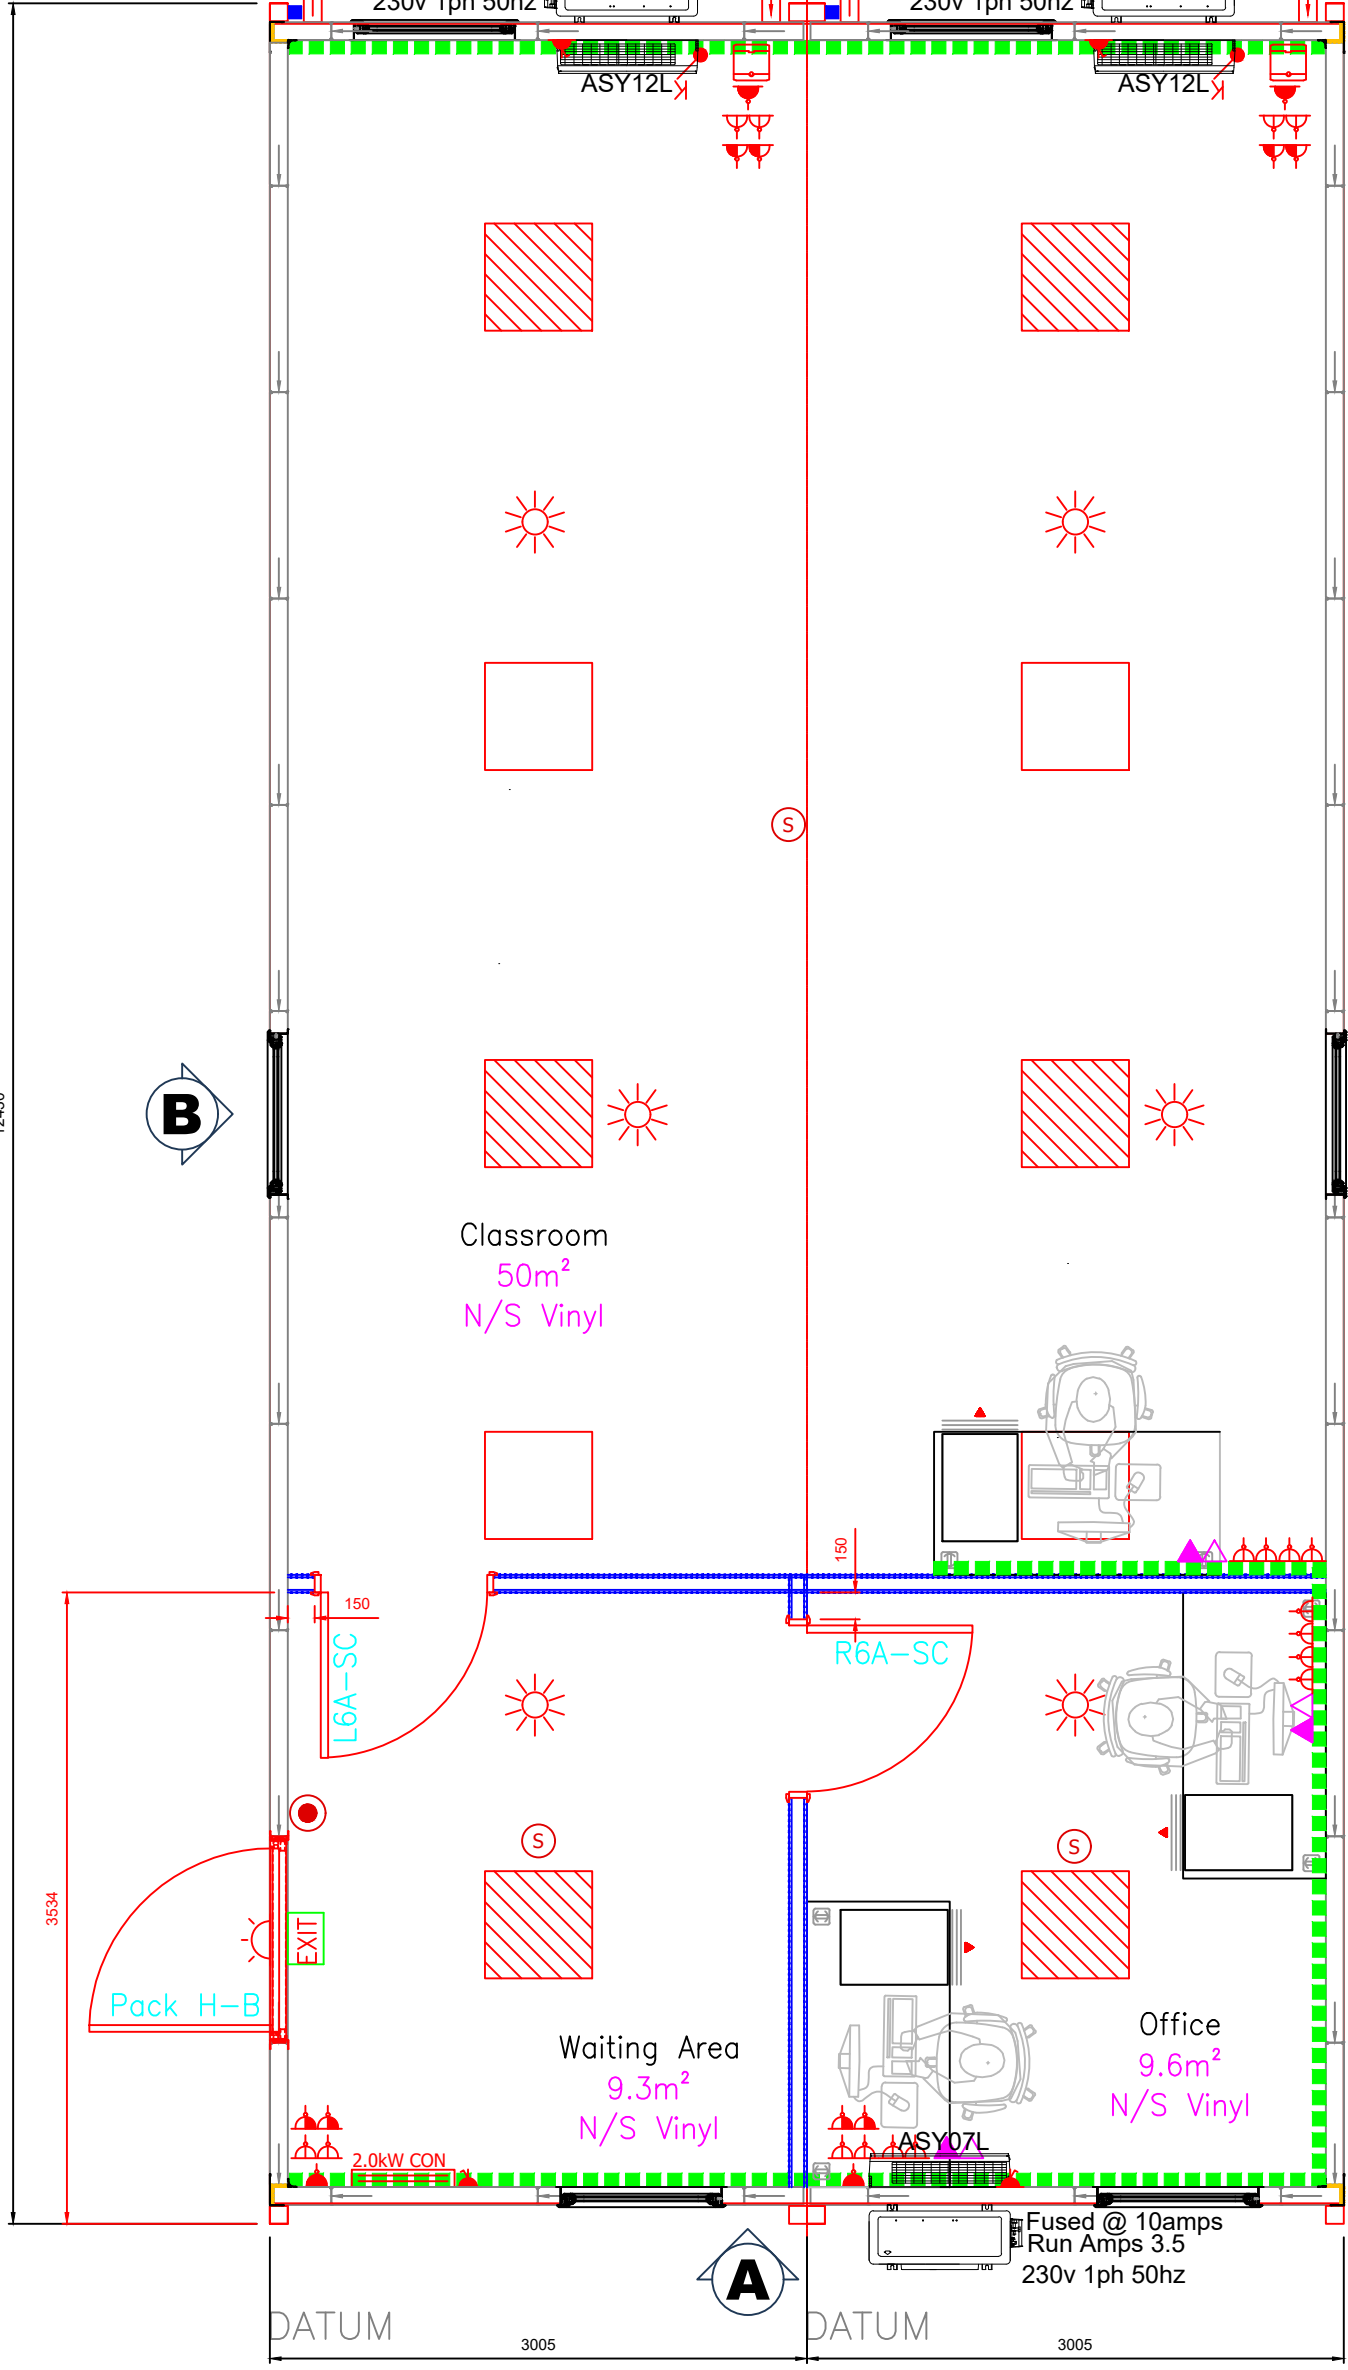 230v 1ph 50hz
230v 1ph 50hz
ASY12L
ASY12L
S
B
Classroom
50m²
N/S Vinyl
150
150
L6A-SC
R6A-SC
S
S
3534
EXIT
Pack H-B
Waiting Area
9.3m²
N/S Vinyl
Office
9.6m²
N/S Vinyl
2.0kW CON
ASY07L
Fused @ 10amps
Run Amps 3.5
230v 1ph 50hz
A
DATUM
DATUM
3005
3005